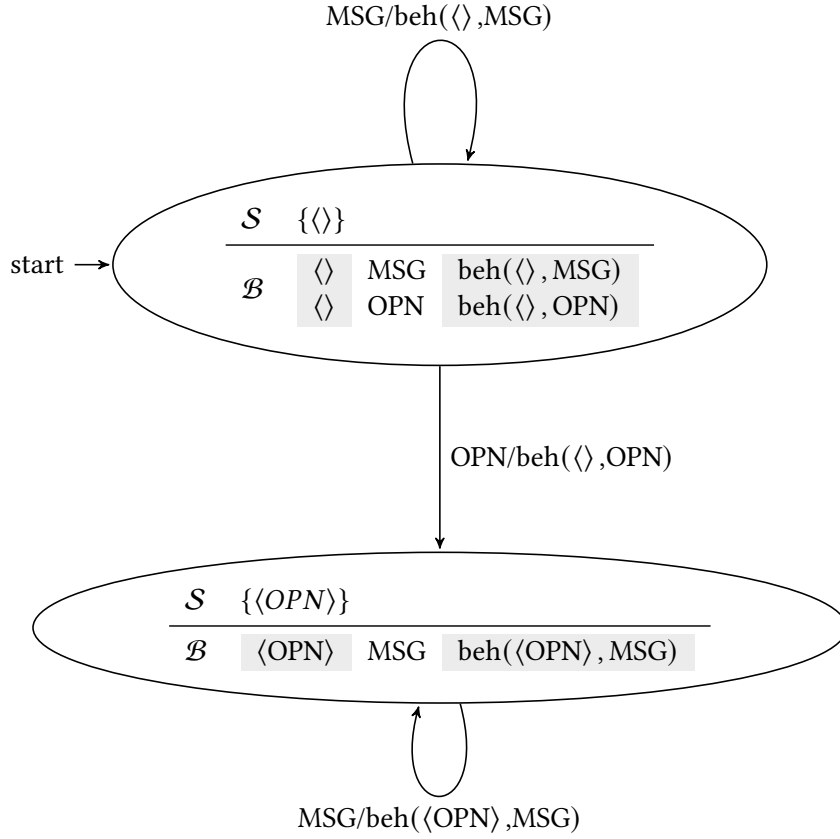 MSG/beh(⟨⟩ ,MSG)
𝒮 {⟨⟩}
start
ℬ
⟨⟩ MSG beh(⟨⟩ , MSG)
⟨⟩ OPN beh(⟨⟩ , OPN)
OPN/beh(⟨⟩ ,OPN)
𝒮 {⟨OPN⟩}
ℬ ⟨OPN⟩ MSG beh(⟨OPN⟩ , MSG)
MSG/beh(⟨OPN⟩ ,MSG)